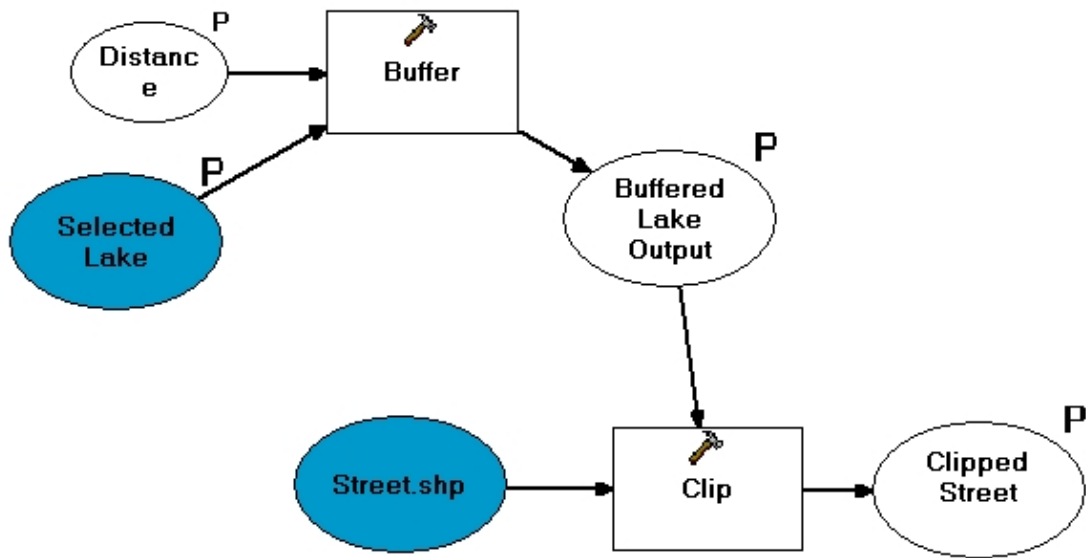 P
Distanc
e
Buffer
P
Selected
Lake
P
Buffered
Lake
Output
Street.shp
Clip
P
Clipped
Street